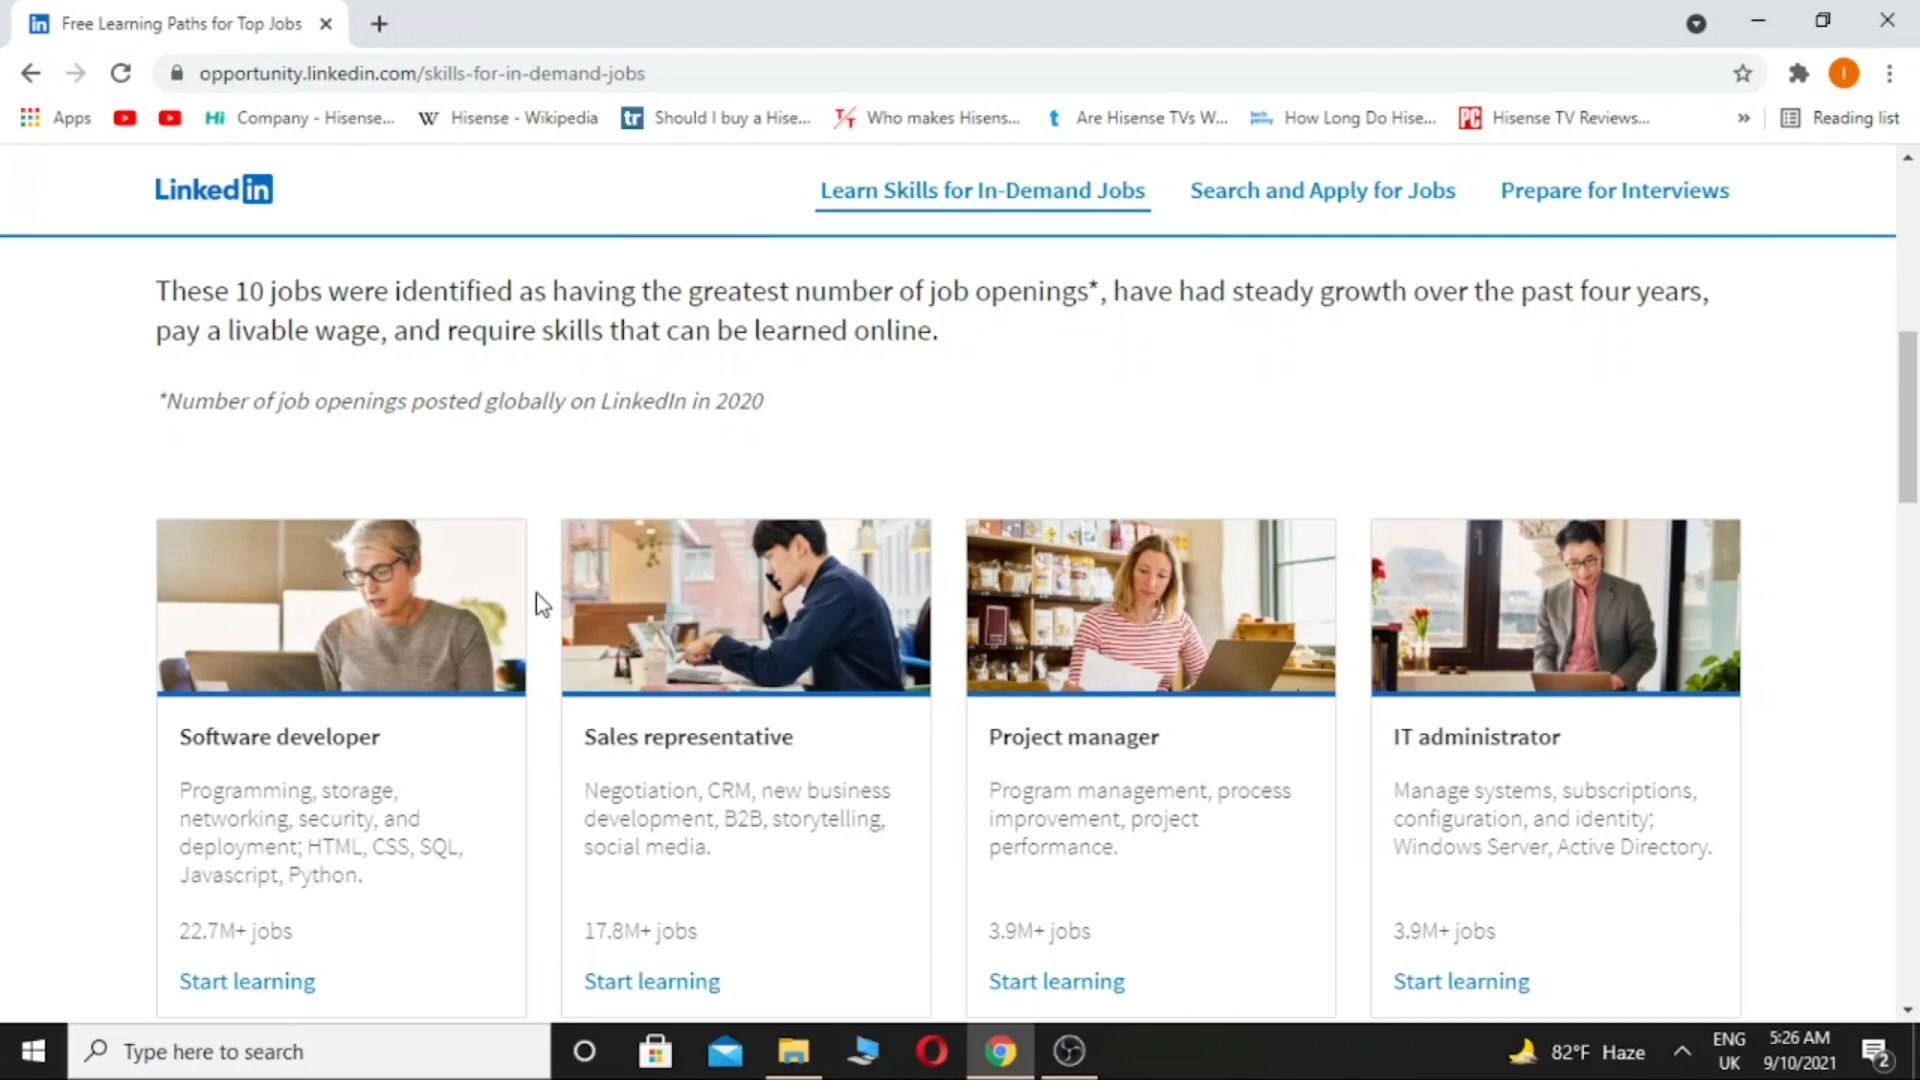 Free Learning Paths for Top Jobs
opportunity.linkedin.com/skills-for-in-demand-jobs
I
Apps
Hi Company - Hisense...
W Hisense - Wikipedia
tr Should I buy a Hise...
T/T Who makes Hisens...
t Are Hisense TVs W...
How Long Do Hise...
PC Hisense TV Reviews...
»
Reading list
Linked in
Learn Skills for In-Demand Jobs
Search and Apply for Jobs
Prepare for Interviews
These 10 jobs were identified as having the greatest number of job openings*, have had steady growth over the past four years,
pay a livable wage, and require skills that can be learned online.
*Number of job openings posted globally on LinkedIn in 2020
Software developer
Programming, storage,
networking, security, and
deployment; HTML, CSS, SQL,
Javascript, Python.
22.7M+ jobs
Start learning
Sales representative
Negotiation, CRM, new business
development, B2B, storytelling,
social media.
17.8M+ jobs
Start learning
Project manager
Program management, process
improvement, project
performance.
3.9M+ jobs
Start learning
IT administrator
Manage systems, subscriptions,
configuration, and identity;
Windows Server, Active Directory.
3.9M+ jobs
Start learning
Type here to search
82°F Haze
ENG
UK
5:26 AM
9/10/2021
2